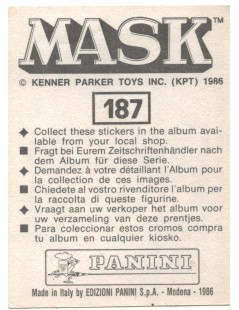 MASK™
© KENNER PARKER TOYS INC. (KPT) 1986
187
◆ Collect these stickers in the album avai-
lable from your local shop.
■ Fragt bei Eurem Zeitschriftenhändler nach
dem Album für diese Serie.
◆ Demandez à votre détaillant l'Album pour
la collection de ces images.
■ Chiedete al vostro rivenditore l'album per
la raccolta di queste figurine.
◆ Vraagt aan uw verkoper het album voor
uw verzameling van deze prentjes.
■ Para coleccionar estos cromos compra
tu album en cualquier kiosko.
PANINI
Made in Italy by EDIZIONI PANINI S.p.A. - Modena - 1986